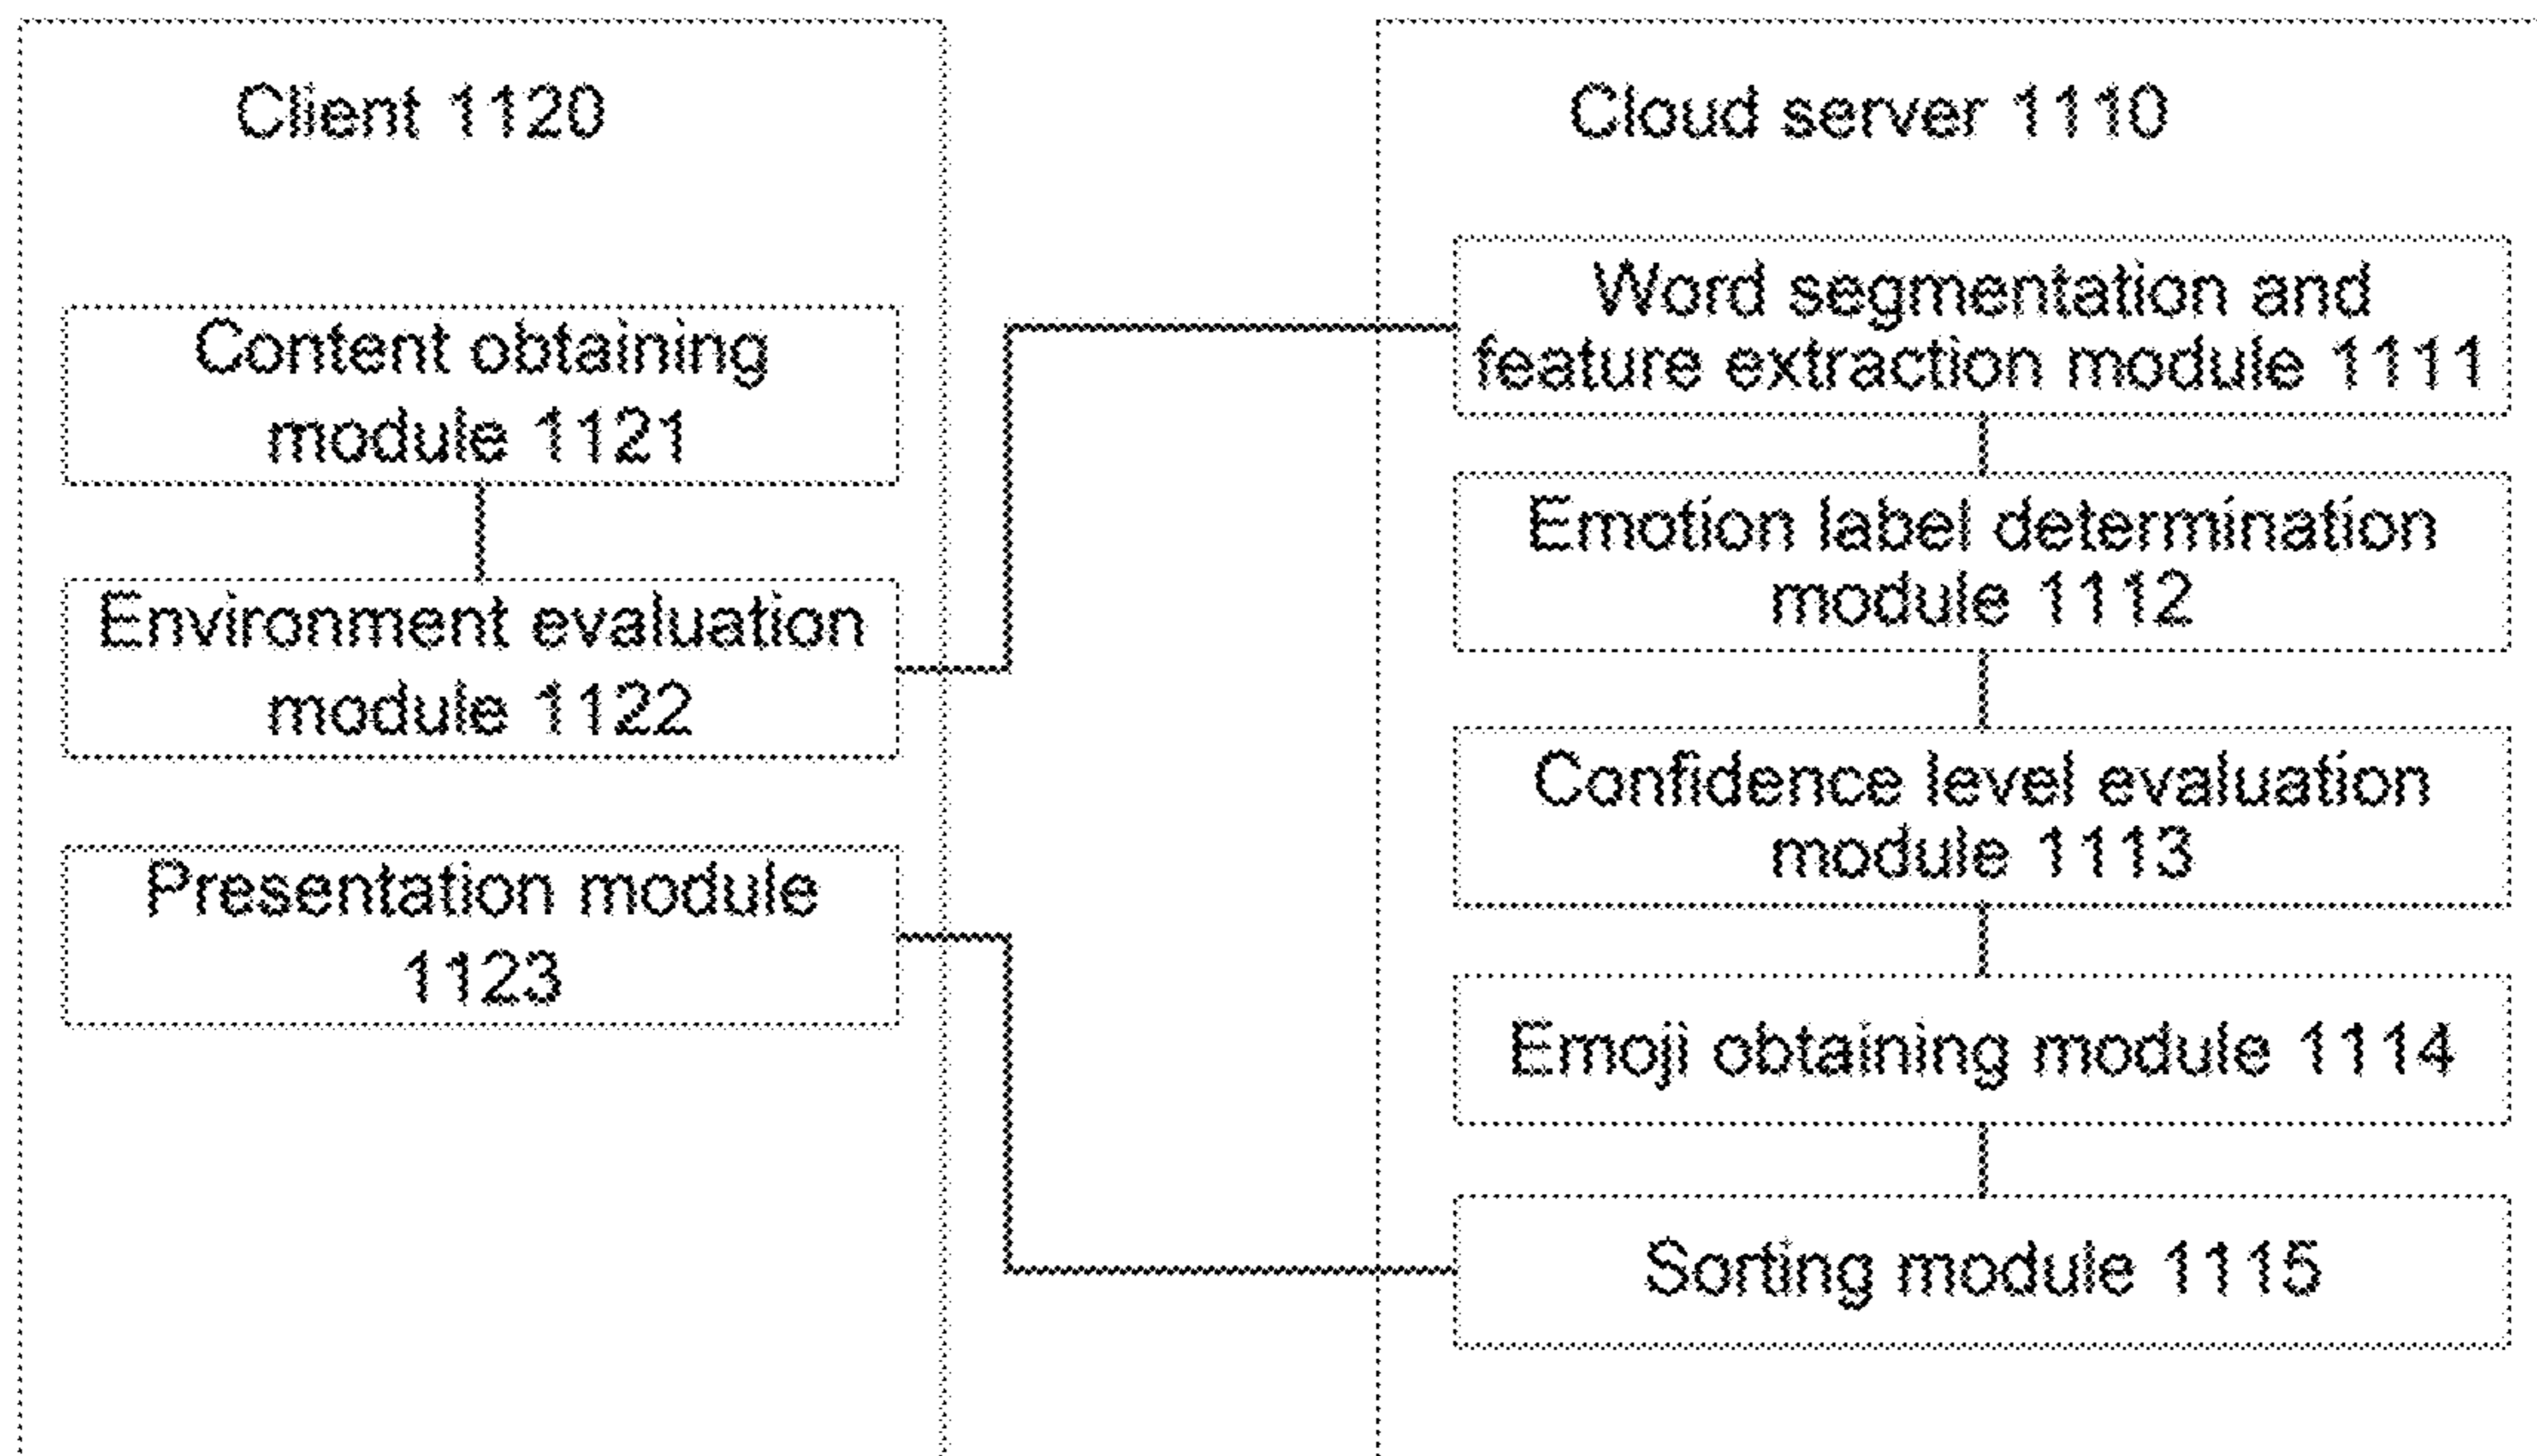 Client 1120
Content obtaining
module 1121
Environment evaluation
module 1122
Presentation module
1123
Cloud server 1110
Word segmentation and
feature extraction module 1111
Emotion label determination
module 1112
Confidence level evaluation
module 1113
Emoji obtaining module 1114
Sorting module 1115